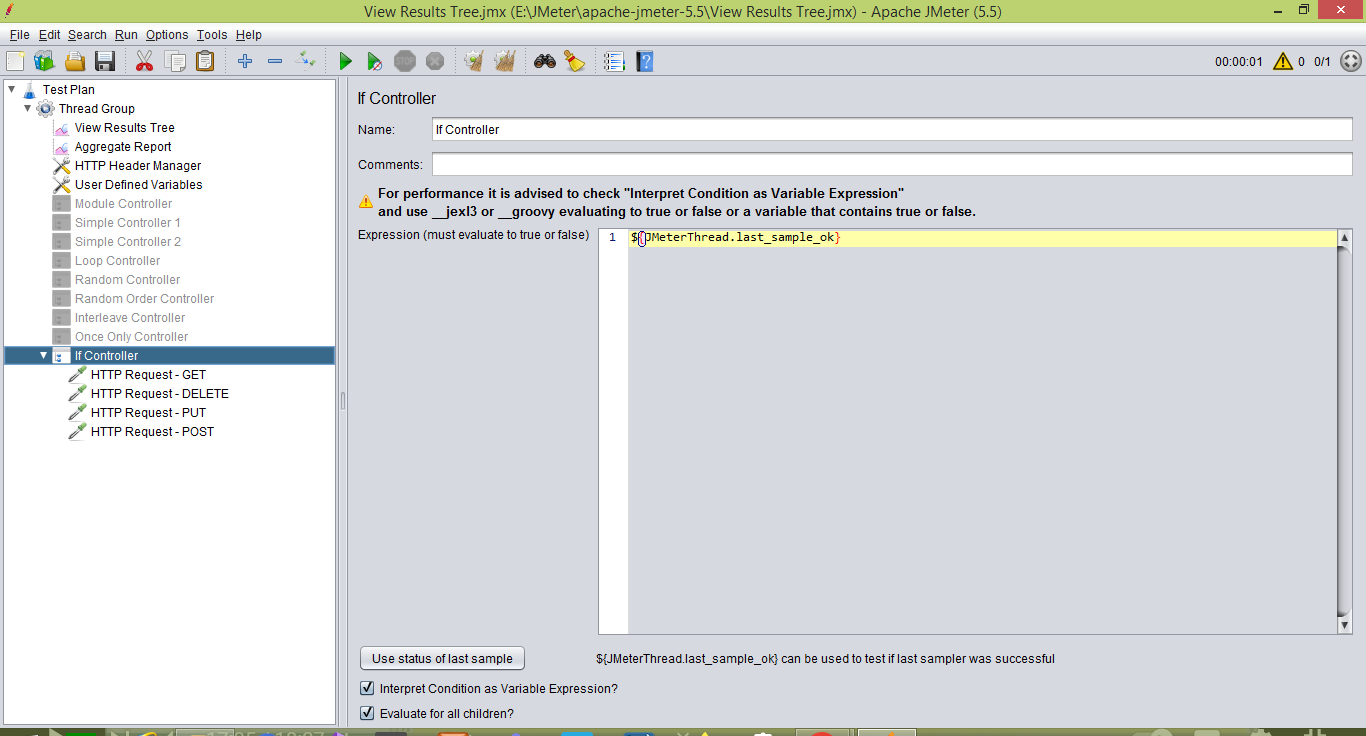 View Results Tree.jmx (E:\JMeter\apache-jmeter-5.5\View Results Tree.jmx) - Apache JMeter (5.5)
File Edit Search Run Options Tools Help
STOP
00:00:01 0 0/1
Test Plan
Thread Group
View Results Tree
Aggregate Report
HTTP Header Manager
User Defined Variables
Module Controller
Simple Controller 1
Simple Controller 2
Loop Controller
Random Controller
Random Order Controller
Interleave Controller
Once Only Controller
If Controller
HTTP Request - GET
HTTP Request - DELETE
HTTP Request - PUT
HTTP Request - POST
If Controller
Name: If Controller
Comments:
For performance it is advised to check "Interpret Condition as Variable Expression"
and use __jexl3 or __groovy evaluating to true or false or a variable that contains true or false.
Expression (must evaluate to true or false) 1 ${JMeterThread.last_sample_ok}
Use status of last sample ${JMeterThread.last_sample_ok} can be used to test if last sampler was successful
Interpret Condition as Variable Expression?
Evaluate for all children?